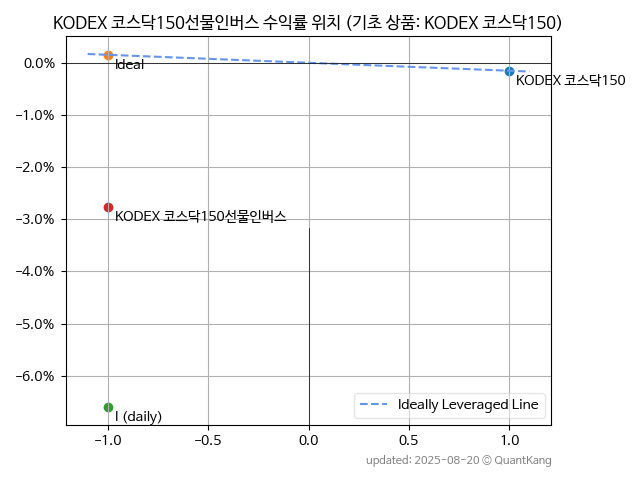 KODEX 코스닥150선물인버스 수익률 위치 (기초 상품: KODEX 코스닥150)
0.0%
Ideal
KODEX 코스닥150
−1.0%
−2.0%
−3.0%
KODEX 코스닥150선물인버스
−4.0%
−5.0%
−6.0%
I (daily)
Ideally Leveraged Line
−1.0 −0.5 0.0 0.5 1.0
updated: 2025-08-20 © QuantKang